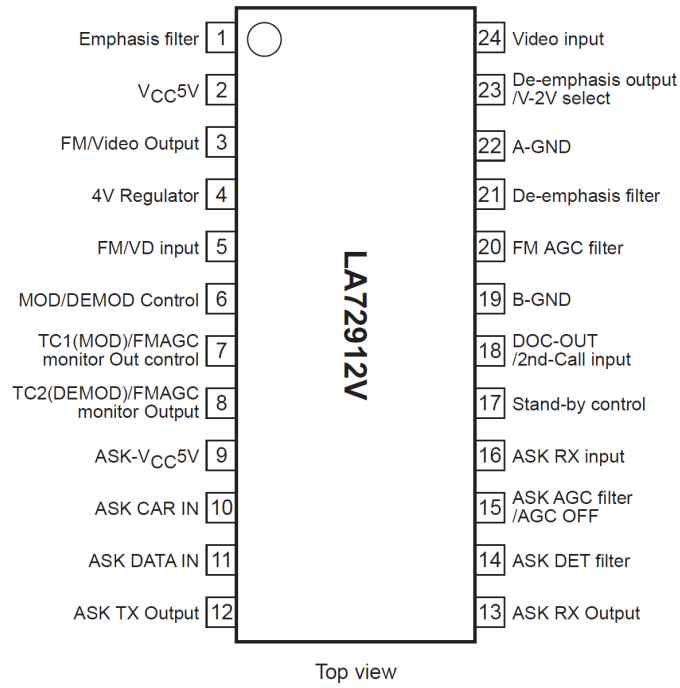 Emphasis filter 1
VCC5V 2
FM/Video Output 3
4V Regulator 4
FM/VD input 5
MOD/DEMOD Control 6
TC1(MOD)/FMAGC
monitor Out control 7
TC2(DEMOD)/FMAGC
monitor Output 8
ASK-VCC5V 9
ASK CAR IN 10
ASK DATA IN 11
ASK TX Output 12
LA72912V
24 Video input
23 De-emphasis output
/V-2V select
22 A-GND
21 De-emphasis filter
20 FM AGC filter
19 B-GND
18 DOC-OUT
/2nd-Call input
17 Stand-by control
16 ASK RX input
15 ASK AGC filter
/AGC OFF
14 ASK DET filter
13 ASK RX Output
Top view